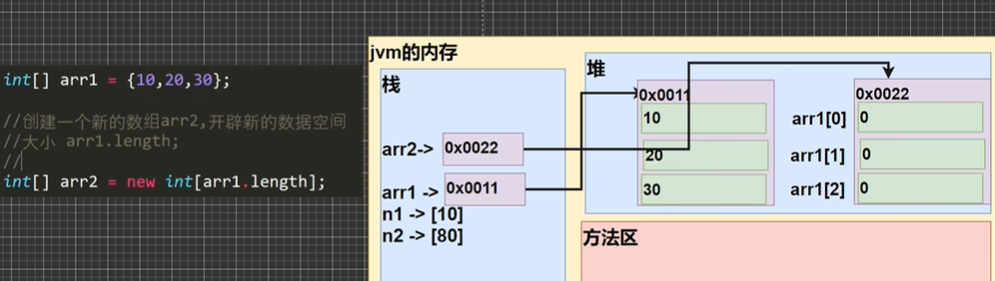 int[] arr1 = {10,20,30};
//创建一个新的数组arr2,开辟新的数据空间
//大小 arr1.length;
//
int[] arr2 = new int[arr1.length];
jvm的内存
栈
arr2-> 0x0022
arr1 -> 0x0011
n1 -> [10]
n2 -> [80]
堆
0x0011
10
20
30
0x0022
arr1[0] 0
arr1[1] 0
arr1[2] 0
方法区